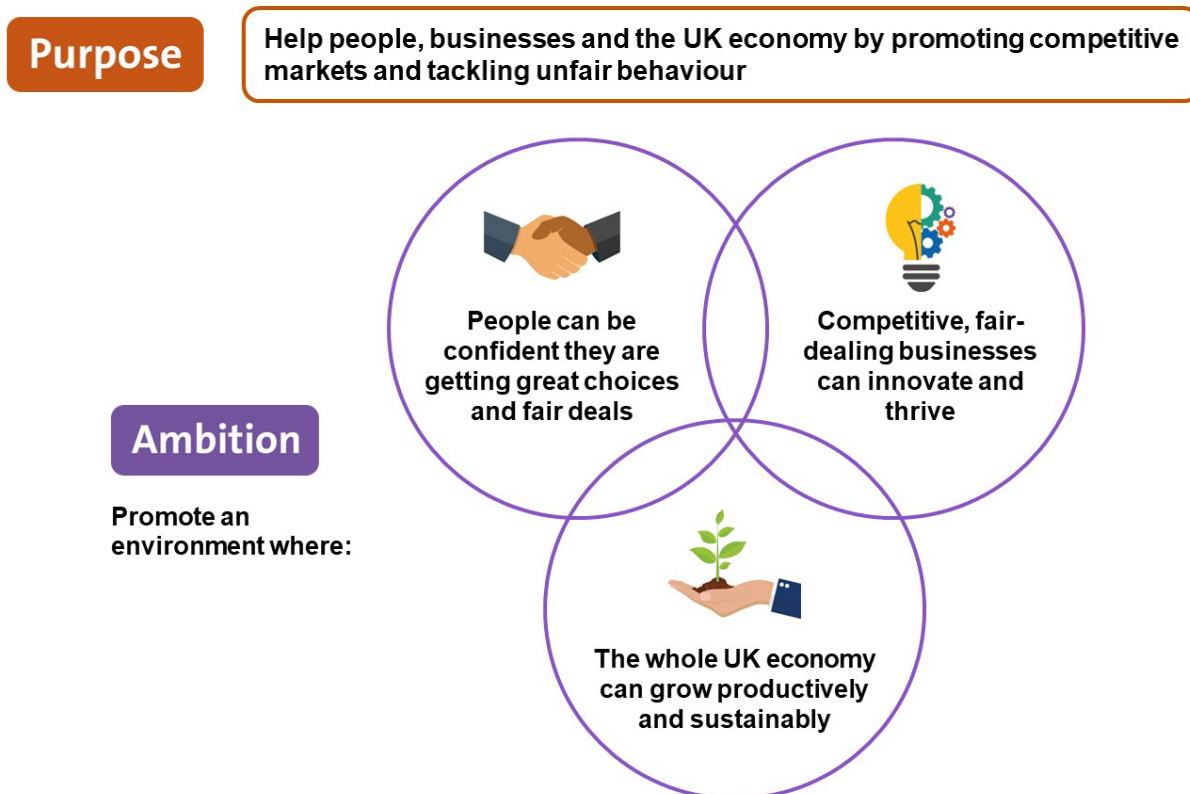 Purpose
Help people, businesses and the UK economy by promoting competitive
markets and tackling unfair behaviour
People can be
confident they are
getting great choices
and fair deals
Competitive, fair-
dealing businesses
can innovate and
thrive
Ambition
Promote an
environment where:
The whole UK economy
can grow productively
and sustainably